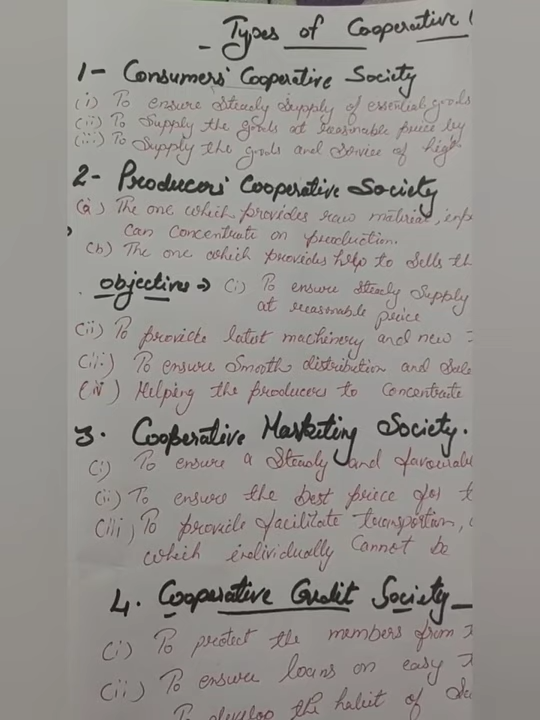 Types of Cooperative
1- Consumers' Cooperative Society
(i) To ensure steady supply of essential goods
(ii) To supply the goods at reasonable price by
(iii) To supply the goods and service of high
2- Producers' Cooperative Society
(a) The one which provides raw material,
can concentrate on production.
(b) The one which provides help to sells th
objectives → (i) To ensure steady supply
at reasonable price
(ii) To provide latest machinery and new
(iii) To ensure smooth distribution and sale
(iv) Helping the producers to concentrate
3. Cooperative Marketing Society.
(i) To ensure a steady and favourabl
(ii) To ensure the best price for t
(iii) To provide facilitate transportion,
which individually cannot be
4. Cooperative Credit Society
(i) To protect the members from
(ii) To ensure loans on easy
To develop the habit of